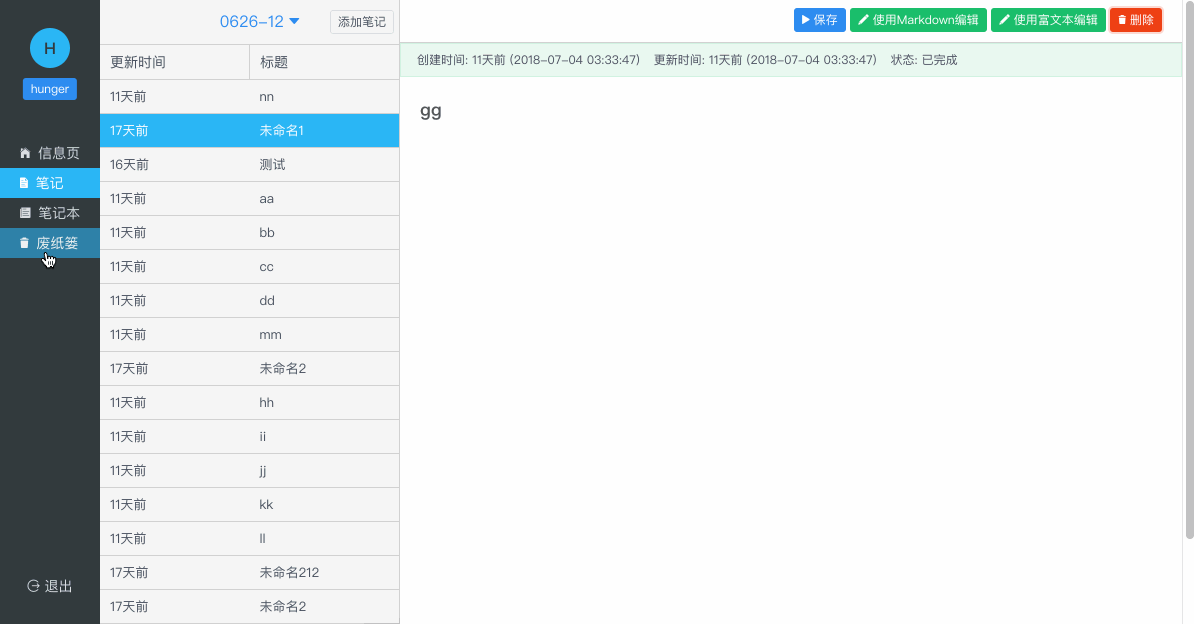 H
hunger
信息页
笔记
笔记本
废纸篓
退出
0626-12
添加笔记
更新时间 标题
11天前 nn
17天前 未命名1
16天前 测试
11天前 aa
11天前 bb
11天前 cc
11天前 dd
11天前 mm
17天前 未命名2
11天前 hh
11天前 ii
11天前 jj
11天前 kk
11天前 ll
17天前 未命名212
17天前 未命名2
保存 使用Markdown编辑 使用富文本编辑 删除
创建时间: 11天前 (2018-07-04 03:33:47) 更新时间: 11天前 (2018-07-04 03:33:47) 状态: 已完成
gg